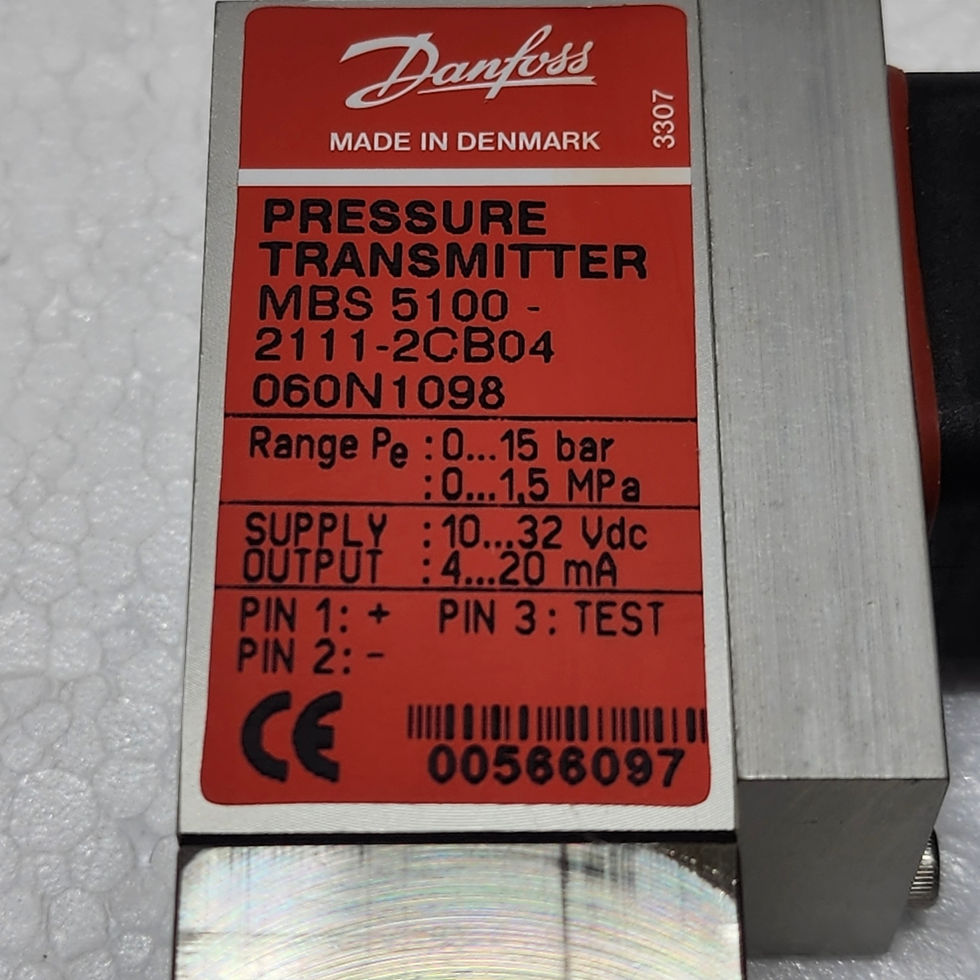 Danfoss
MADE IN DENMARK
3307
PRESSURE
TRANSMITTER
MBS 5100 -
2111-2CB04
060N1098
Range Pe :0...15 bar
:0...1,5 MPa
SUPPLY :10...32 Vdc
OUTPUT :4...20 mA
PIN 1: + PIN 3: TEST
PIN 2: -
CE
00566097